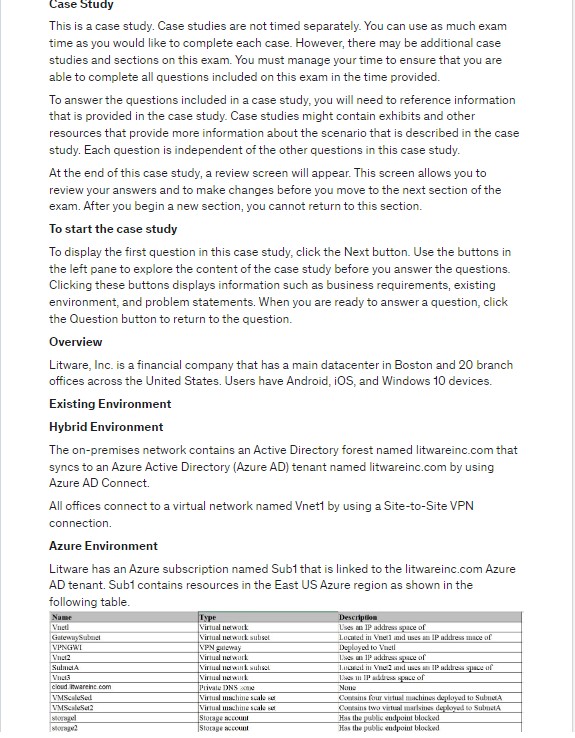 Case Study
This is a case study. Case studies are not timed separately. You can use as much exam
time as you would like to complete each case. However, there may be additional case
studies and sections on this exam. You must manage your time to ensure that you are
able to complete all questions included on this exam in the time provided.
To answer the questions included in a case study, you will need to reference information
that is provided in the case study. Case studies might contain exhibits and other
resources that provide more information about the scenario that is described in the case
study. Each question is independent of the other questions in this case study.
At the end of this case study, a review screen will appear. This screen allows you to
review your answers and to make changes before you move to the next section of the
exam. After you begin a new section, you cannot return to this section.
To start the case study
To display the first question in this case study, click the Next button. Use the buttons in
the left pane to explore the content of the case study before you answer the questions.
Clicking these buttons displays information such as business requirements, existing
environment, and problem statements. When you are ready to answer a question, click
the Question button to return to the question.
Overview
Litware, Inc. is a financial company that has a main datacenter in Boston and 20 branch
offices across the United States. Users have Android, iOS, and Windows 10 devices.
Existing Environment
Hybrid Environment
The on-premises network contains an Active Directory forest named litwareinc.com that
syncs to an Azure Active Directory (Azure AD) tenant named litwareinc.com by using
Azure AD Connect.
All offices connect to a virtual network named Vnet1 by using a Site-to-Site VPN
connection.
Azure Environment
Litware has an Azure subscription named Sub1 that is linked to the litwareinc.com Azure
AD tenant. Sub1 contains resources in the East US Azure region as shown in the
following table.
Name Type Description
Vnet1 Virtual network Uses an IP address space of
GatewaySubnet Virtual network subnet Located in Vnet1 and uses an IP address space of
VPNGW1 VPN gateway Deployed to Vnet1
Vnet2 Virtual network Uses an IP address space of
SubnetA Virtual network subnet Located in Vnet2 and uses an IP address space of
Vnet3 Virtual network Uses an IP address space of
cloud.litwareinc.com Private DNS zone None
VMScaleSet1 Virtual machine scale set Contains four virtual machines deployed to SubnetA
VMScaleSet2 Virtual machine scale set Contains two virtual machines deployed to SubnetA
storage1 Storage account Has the public endpoint blocked
storage2 Storage account Has the public endpoint blocked